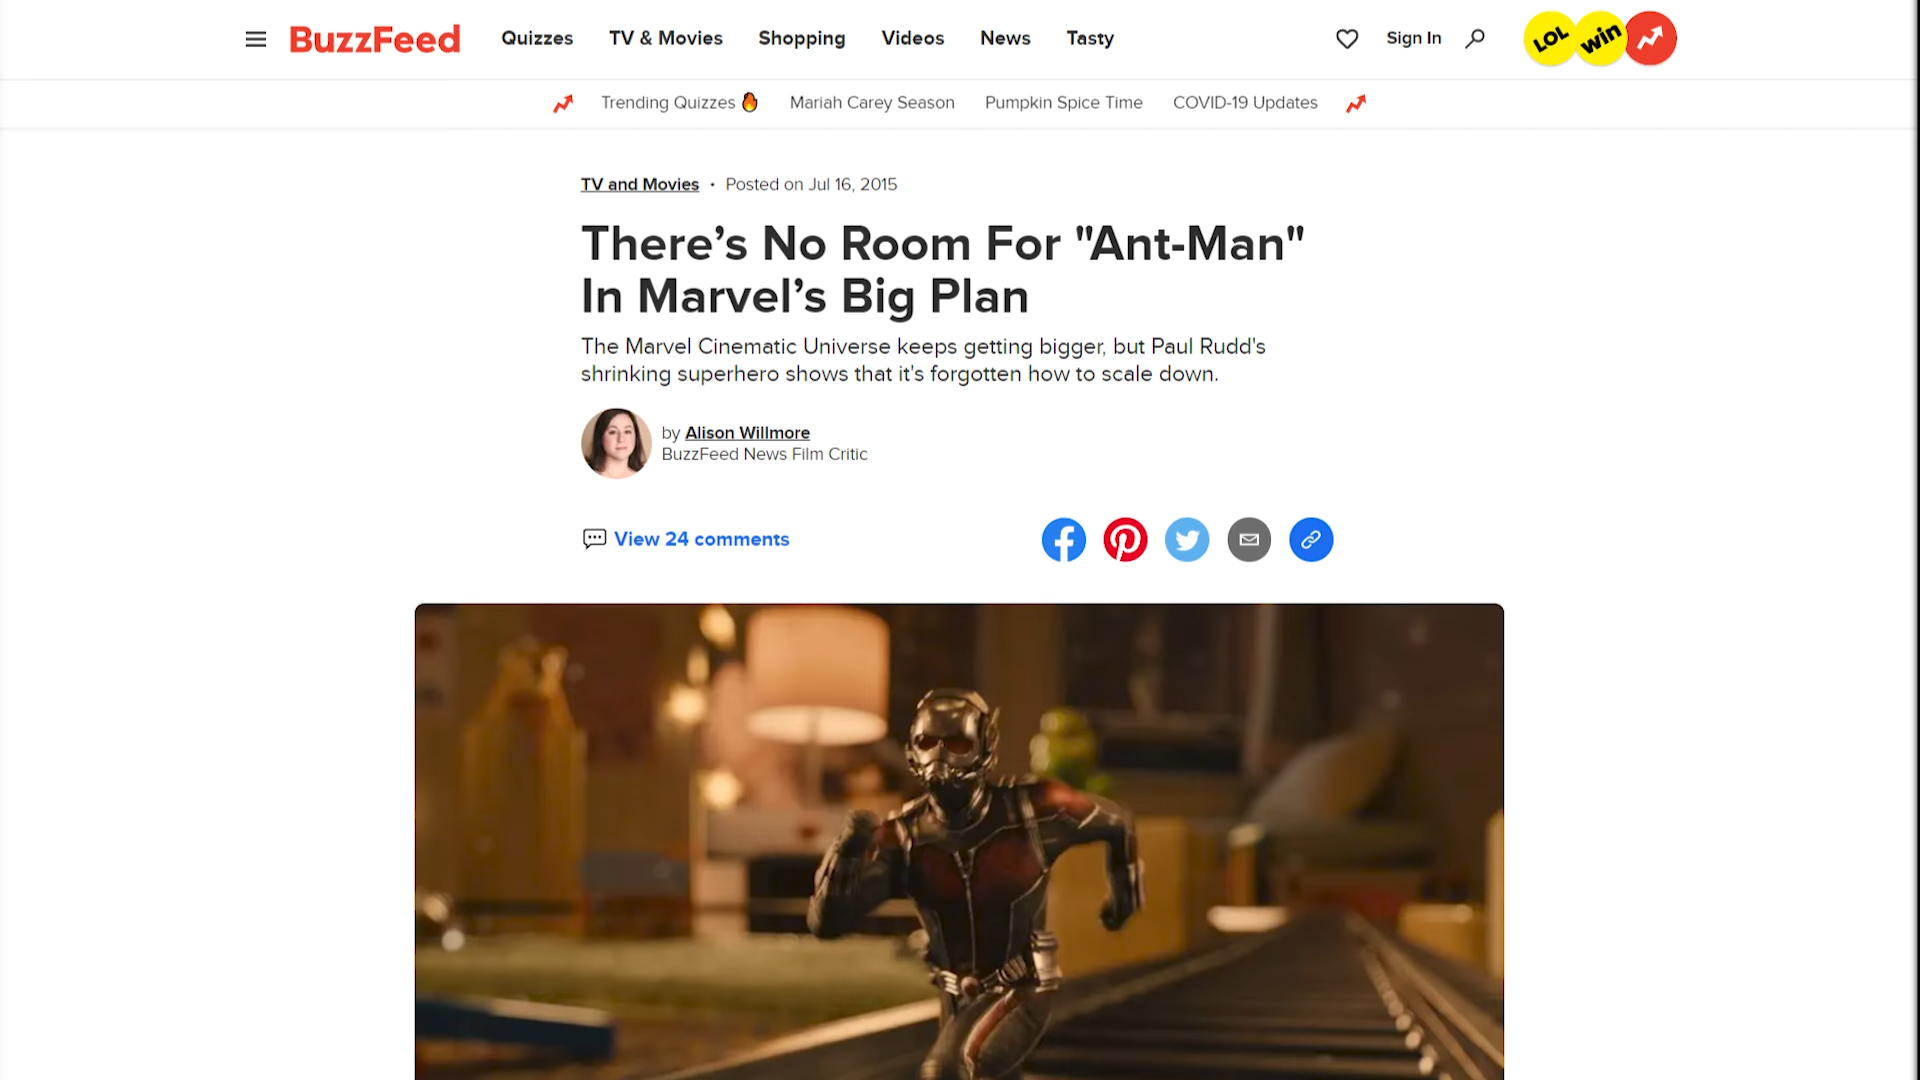 BuzzFeed Quizzes TV & Movies Shopping Videos News Tasty Sign In LOL win
Trending Quizzes Mariah Carey Season Pumpkin Spice Time COVID-19 Updates
TV and Movies • Posted on Jul 16, 2015
There’s No Room For "Ant-Man"
In Marvel’s Big Plan
The Marvel Cinematic Universe keeps getting bigger, but Paul Rudd's
shrinking superhero shows that it's forgotten how to scale down.
by Alison Willmore
BuzzFeed News Film Critic
View 24 comments